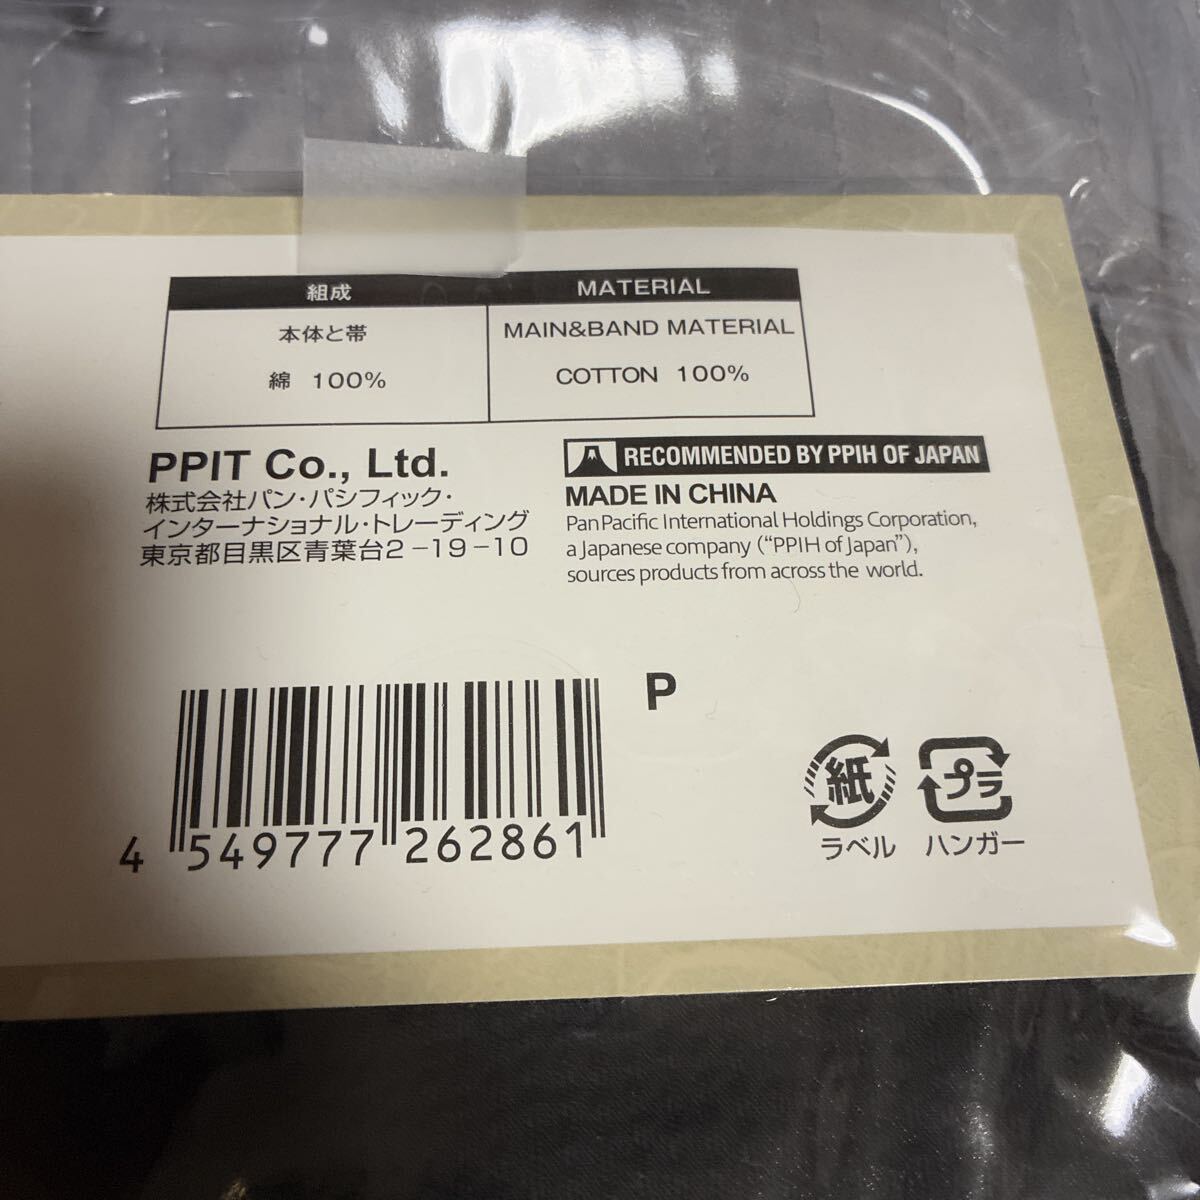 組成 MATERIAL
本体と帯 MAIN&BAND MATERIAL
綿 100% COTTON 100%
PPIT Co., Ltd.
株式会社パン・パシフィック・
インターナショナル・トレーディング
東京都目黒区青葉台2-19-10
RECOMMENDED BY PPIH OF JAPAN
MADE IN CHINA
Pan Pacific International Holdings Corporation,
a Japanese company (“PPIH of Japan”),
sources products from across the world.
P
4 549777 262861
紙 プラ
ラベル ハンガー